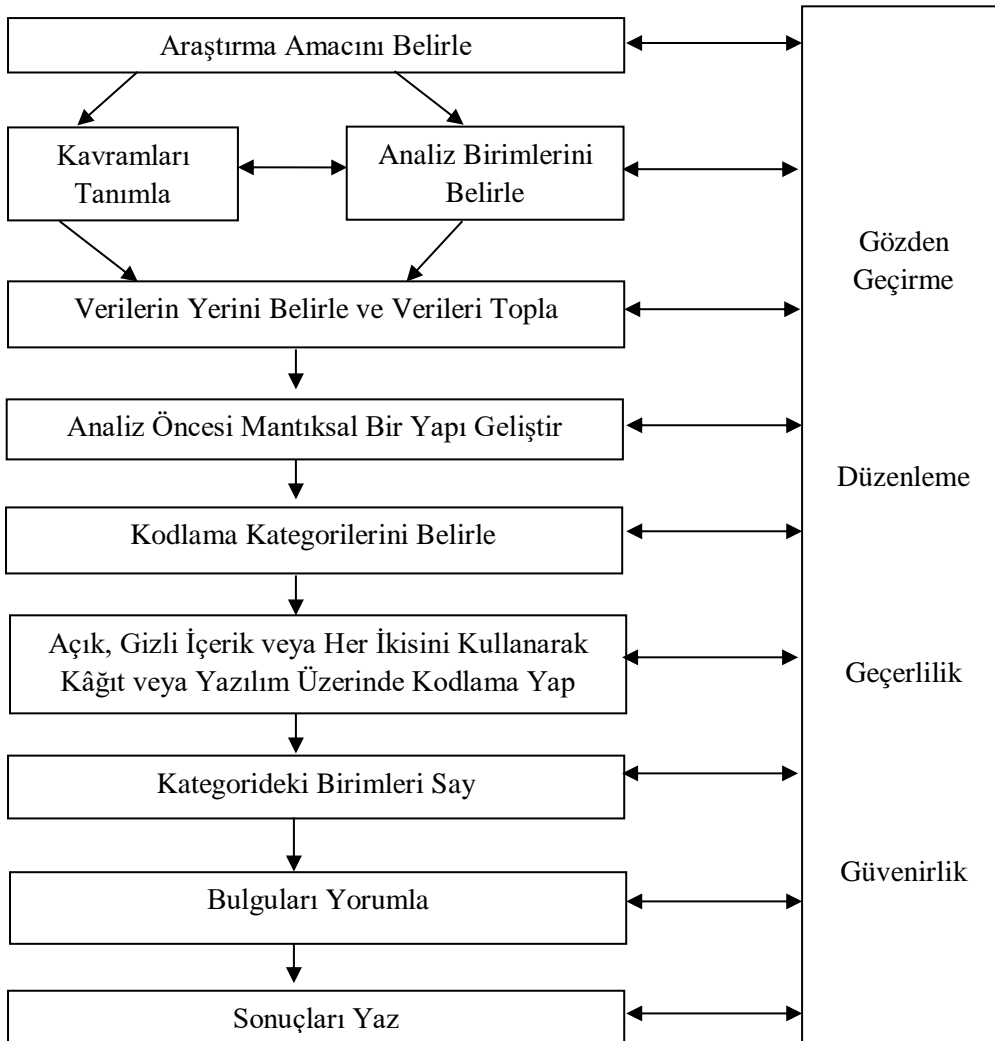 Araştırma Amacını Belirle
Kavramları
Tanımla
Analiz Birimlerini
Belirle
Verilerin Yerini Belirle ve Verileri Topla
Analiz Öncesi Mantıksal Bir Yapı Geliştir
Kodlama Kategorilerini Belirle
Açık, Gizli İçerik veya Her İkisini Kullanarak
Kâğıt veya Yazılım Üzerinde Kodlama Yap
Kategorideki Birimleri Say
Bulguları Yorumla
Sonuçları Yaz
Gözden
Geçirme
Düzenleme
Geçerlilik
Güvenirlik